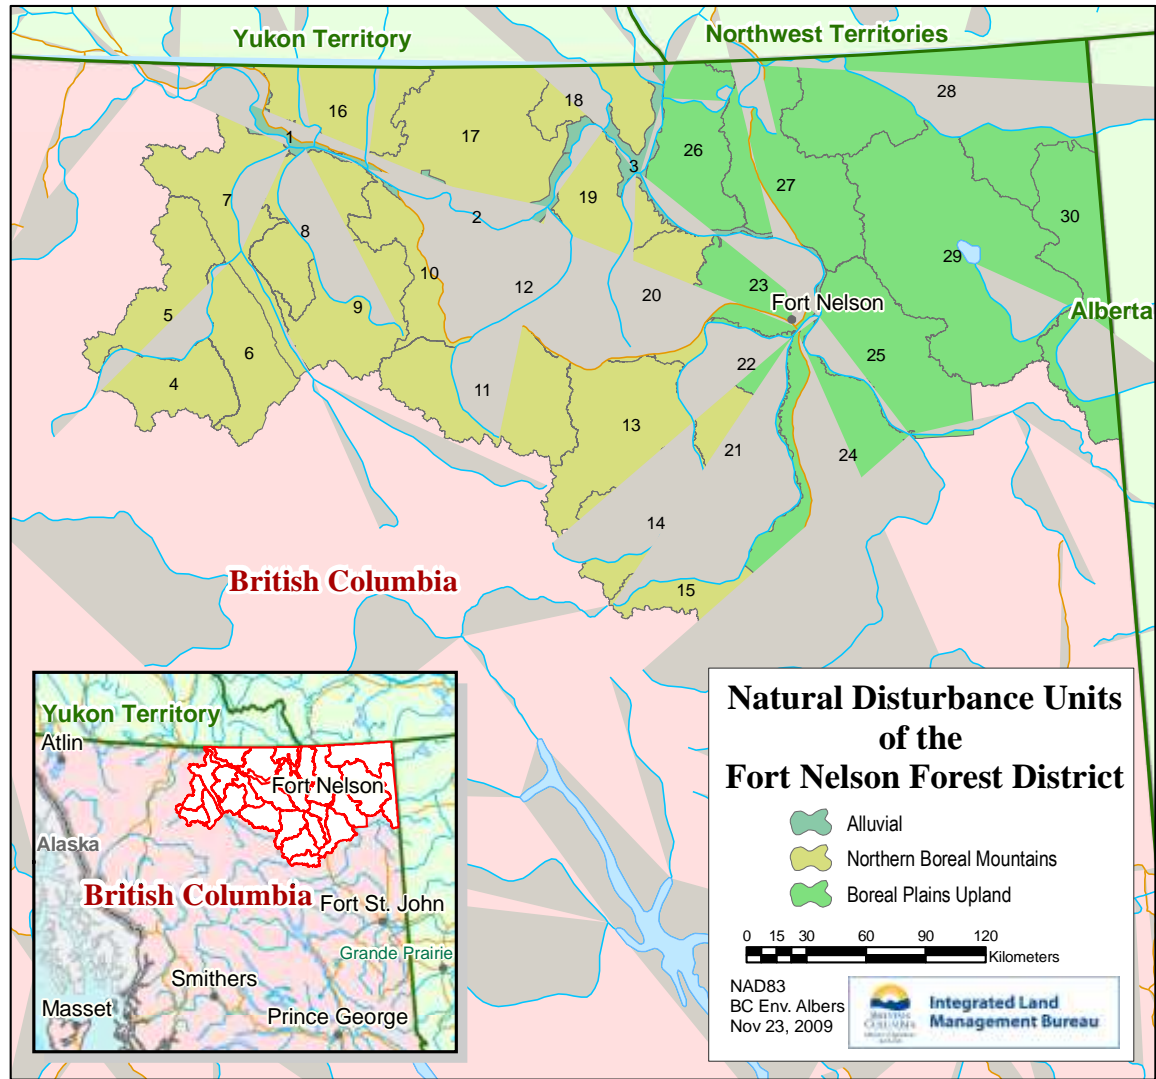 Yukon Territory
Northwest Territories
16
18
28
1
17
26
3
27
7
19
30
2
8
29
10
23
12
20
9
Fort Nelson
5
Alberta
6
25
22
4
11
13
21
24
14
British Columbia
15
Yukon Territory
Atlin
Fort Nelson
Alaska
British Columbia
Fort St. John
Grande Prairie
Smithers
Masset
Prince George
Natural Disturbance Units
of the
Fort Nelson Forest District
Alluvial
Northern Boreal Mountains
Boreal Plains Upland
0 15 30 60 90 120
Kilometers
NAD83
BC Env. Albers
Nov 23, 2009
Integrated Land
Management Bureau